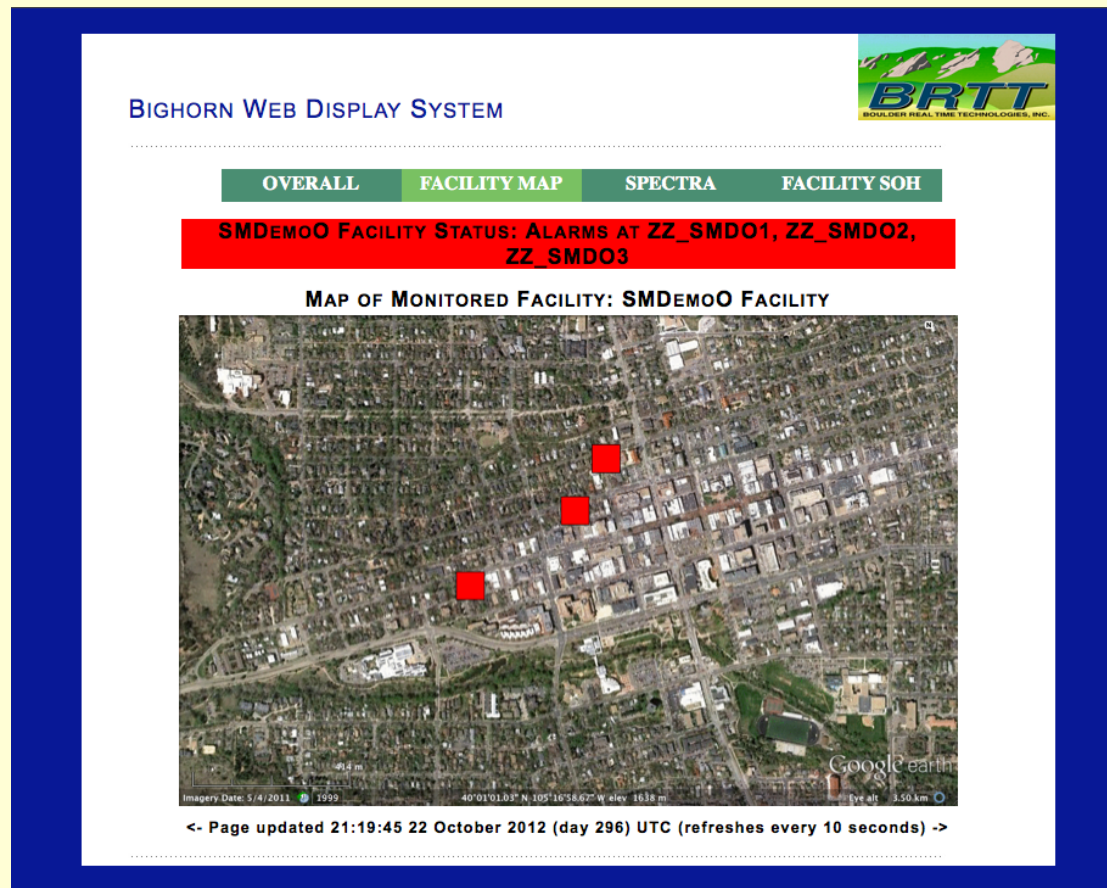 BRTT
BOULDER REAL TIME TECHNOLOGIES, INC.
Bighorn Web Display System
OVERALL FACILITY MAP SPECTRA FACILITY SOH
SMDemoO Facility Status: Alarms at ZZ_SMDO1, ZZ_SMDO2,
ZZ_SMDO3
Map of Monitored Facility: SMDemoO Facility
N
414 m
Google earth
Imagery Date: 5/4/2011 1999 40°01'01.03" N 105°16'58.67" W elev 1638 m Eye alt 3.50 km
<- Page updated 21:19:45 22 October 2012 (day 296) UTC (refreshes every 10 seconds) ->